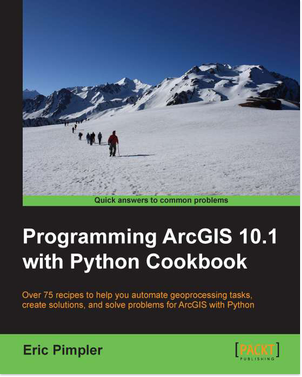 Quick answers to common problems
Programming ArcGIS 10.1
with Python Cookbook
Over 75 recipes to help you automate geoprocessing tasks,
create solutions, and solve problems for ArcGIS with Python
Eric Pimpler
[PACKT]
PUBLISHING